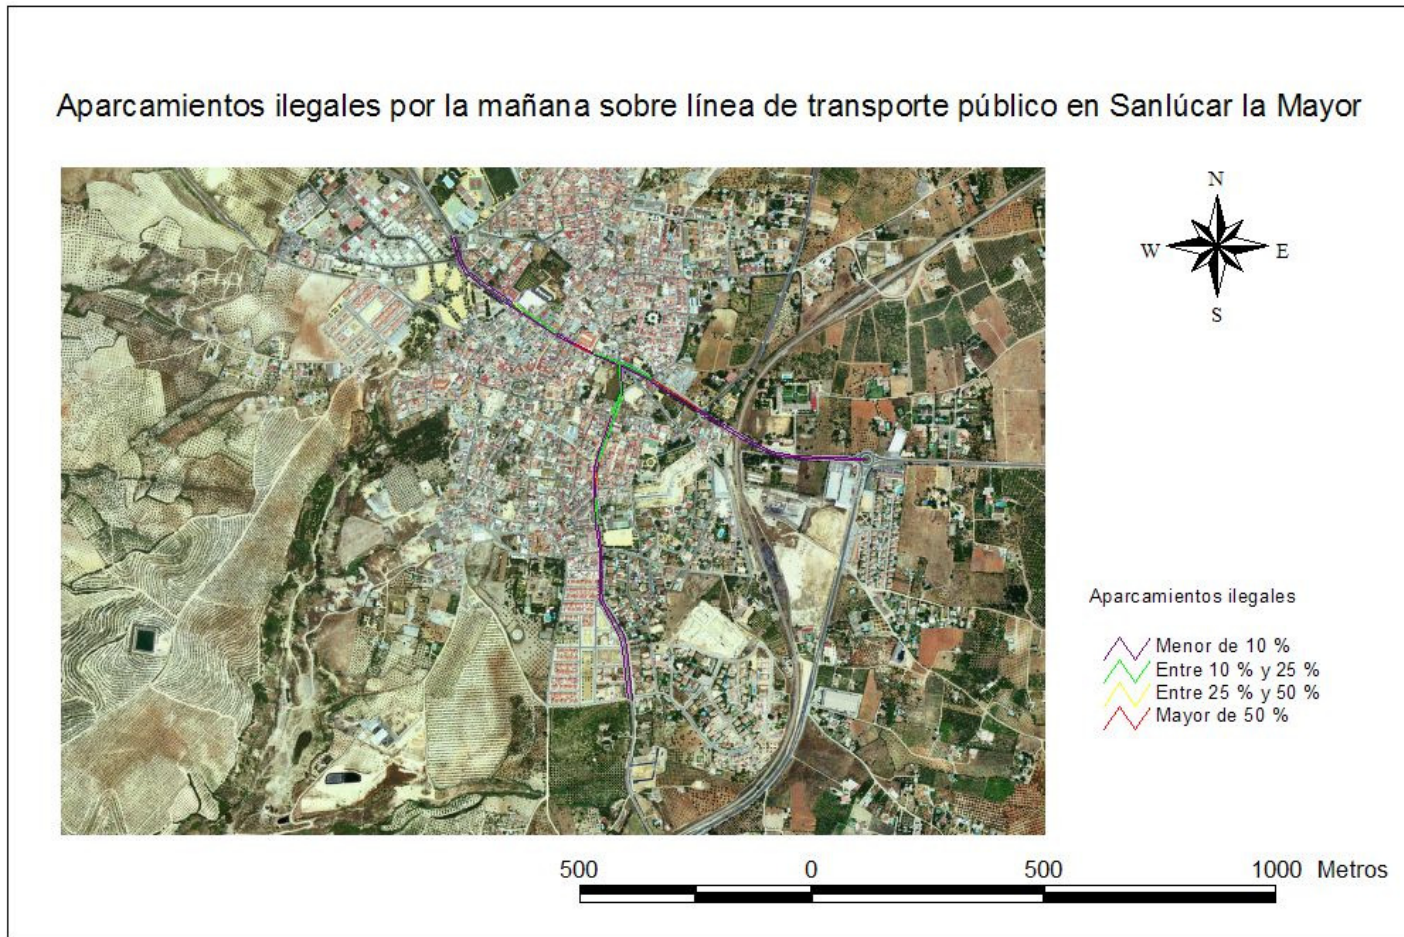 Aparcamientos ilegales por la mañana sobre línea de transporte público en Sanlúcar la Mayor
N
W E
S
Aparcamientos ilegales
Menor de 10 %
Entre 10 % y 25 %
Entre 25 % y 50 %
Mayor de 50 %
500 0 500 1000 Metros